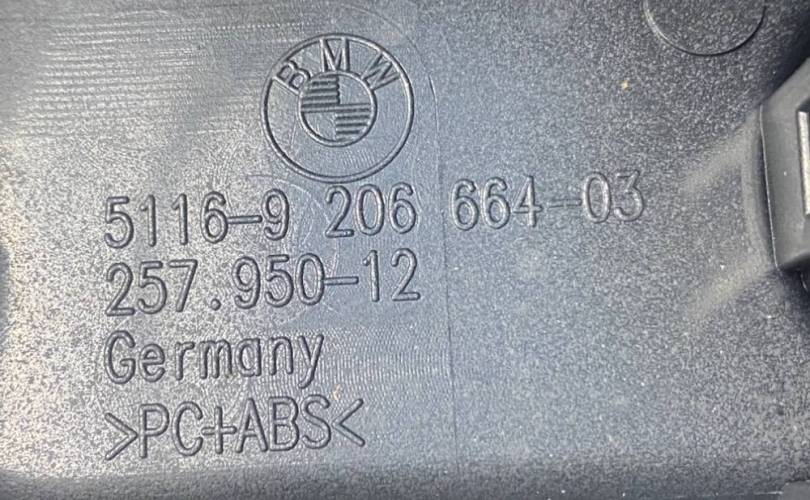 BMW
5116-9 206 664-03
257.950-12
Germany
>PC+ABS<